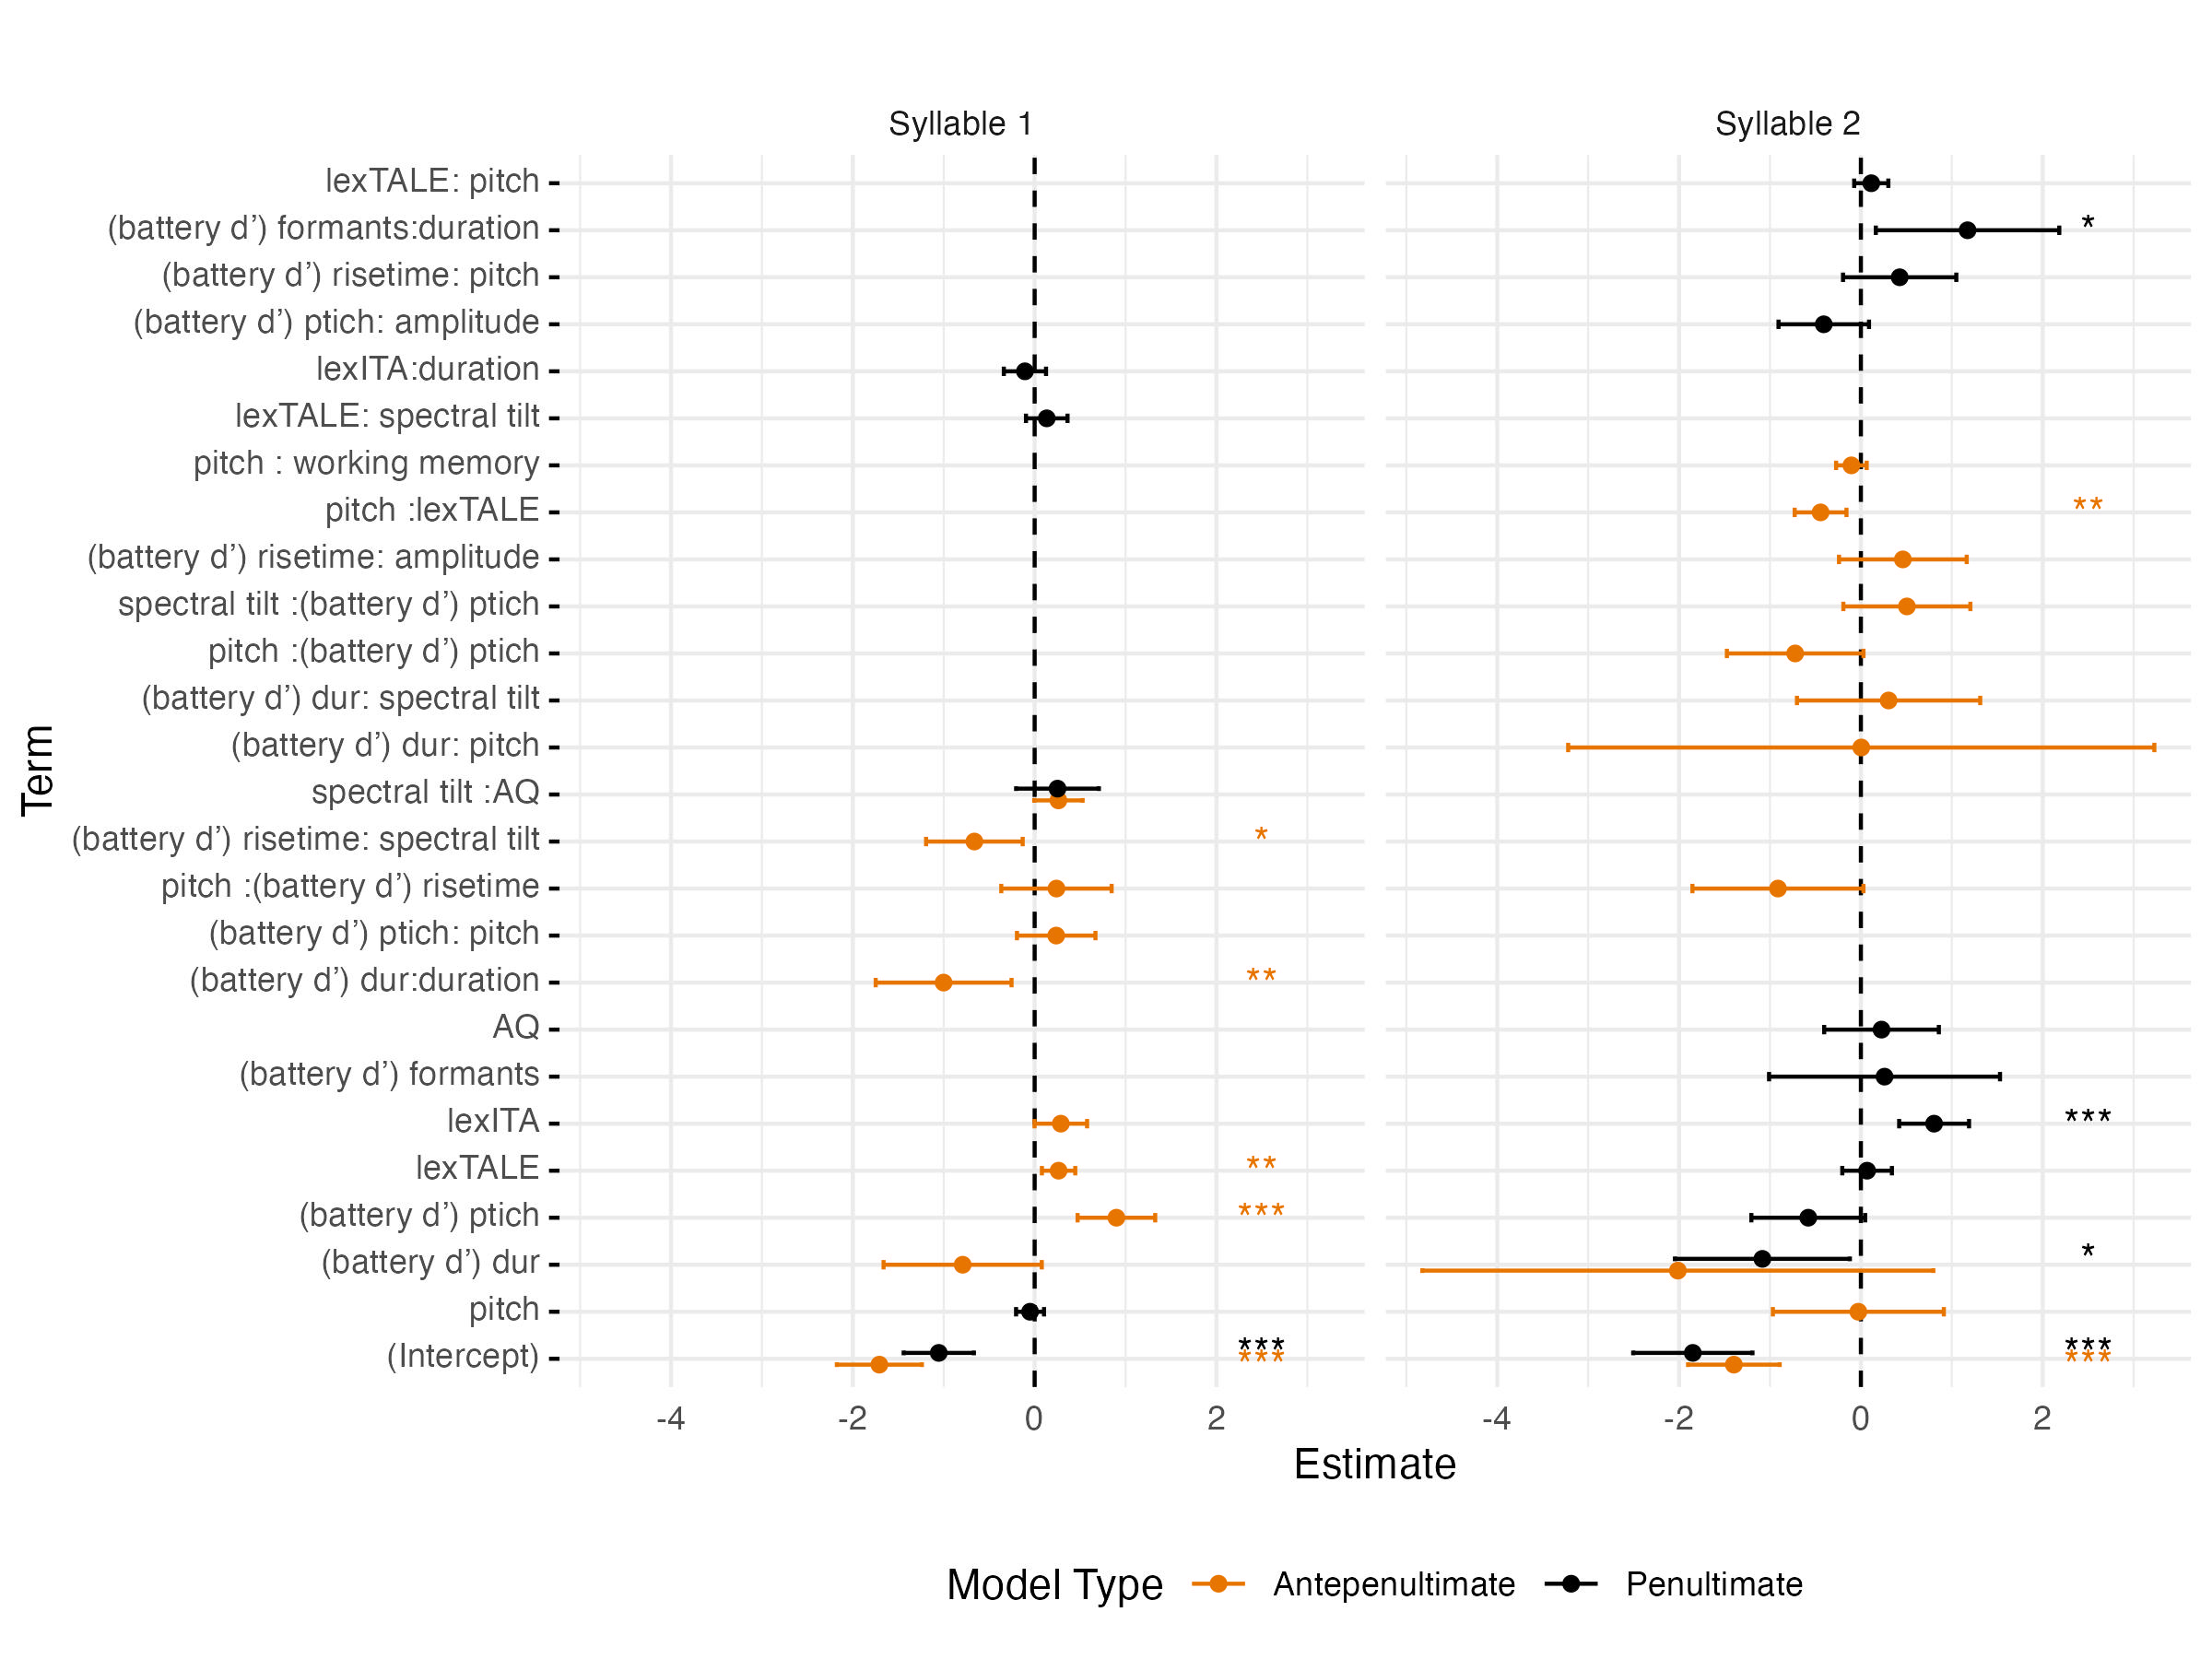 Syllable 1
Syllable 2
lexTALE: pitch
(battery d’) formants:duration
*
(battery d’) risetime: pitch
(battery d’) ptich: amplitude
lexITA:duration
lexTALE: spectral tilt
pitch : working memory
pitch :lexTALE
**
(battery d’) risetime: amplitude
spectral tilt :(battery d’) ptich
pitch :(battery d’) ptich
(battery d’) dur: spectral tilt
(battery d’) dur: pitch
spectral tilt :AQ
(battery d’) risetime: spectral tilt
*
pitch :(battery d’) risetime
(battery d’) ptich: pitch
(battery d’) dur:duration
**
AQ
(battery d’) formants
lexITA
***
lexTALE
**
(battery d’) ptich
***
(battery d’) dur
*
pitch
(Intercept)
***
***
***
***
Term
-4 -2 0 2
-4 -2 0 2
Estimate
Model Type Antepenultimate Penultimate